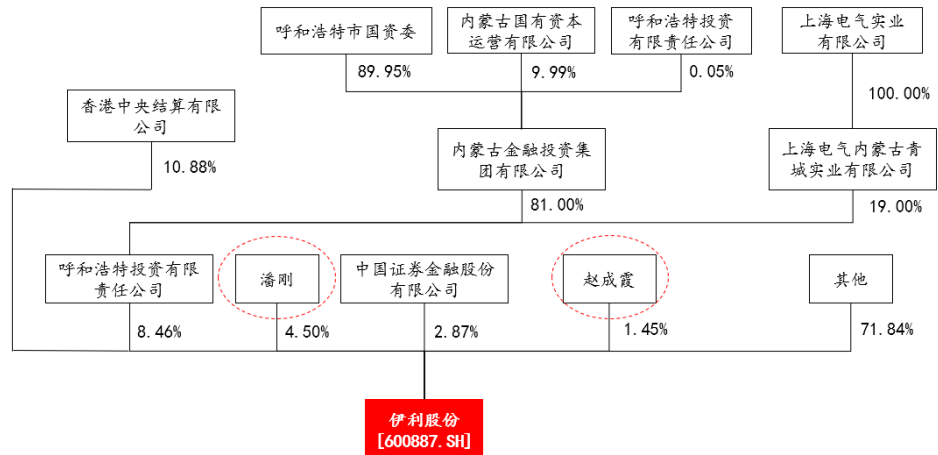 呼和浩特市国资委
内蒙古国有资本
运营有限公司
呼和浩特投资
有限责任公司
上海电气实业
有限公司
89.95%
9.99%
0.05%
100.00%
香港中央结算有限
公司
10.88%
内蒙古金融投资集
团有限公司
上海电气内蒙古青
城实业有限公司
81.00%
19.00%
呼和浩特投资有限
责任公司
潘刚
中国证券金融股份
有限公司
赵成霞
其他
8.46%
4.50%
2.87%
1.45%
71.84%
伊利股份
[600887.SH]